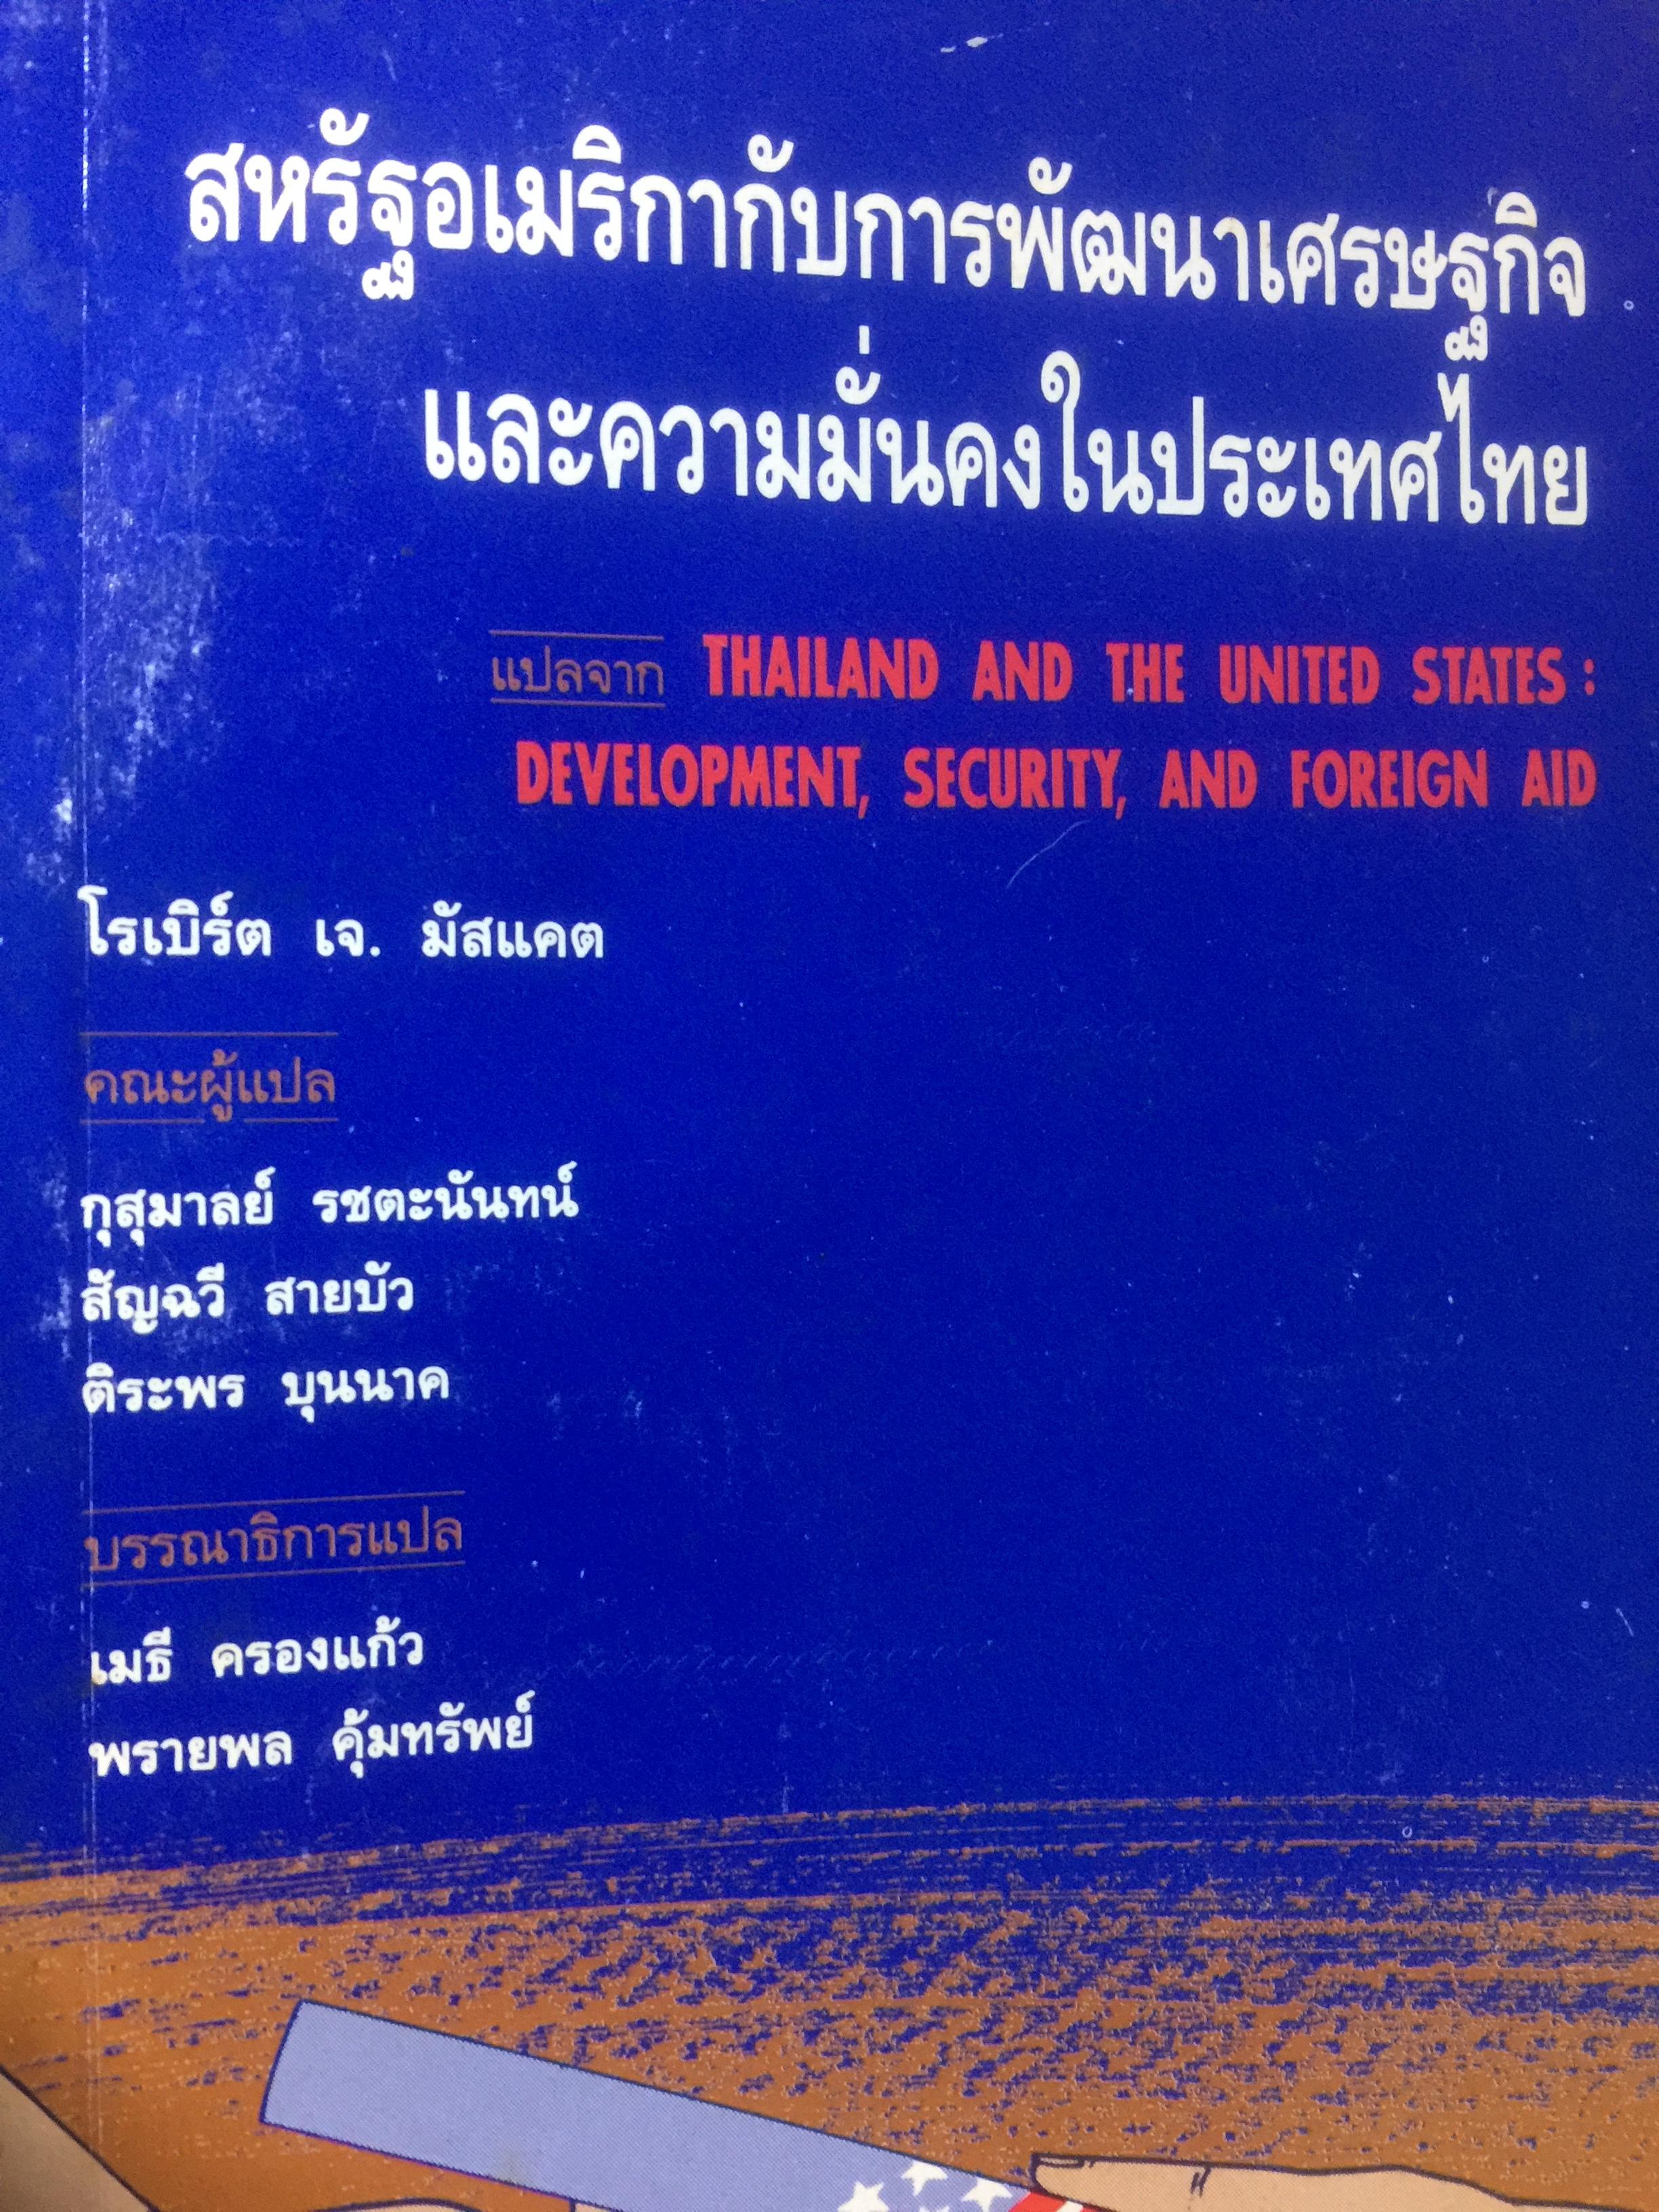 สหรัฐอเมริกากับการพัฒนาเศรษฐกิจ
และความมั่นคงในประเทศไทย
แปลจาก THAILAND AND THE UNITED STATES :
DEVELOPMENT, SECURITY, AND FOREIGN AID
โรเบิร์ต เจ. มัสแคต
คณะผู้แปล
กุสุมาลย์ รชตะนันทน์
สัญฉวี สายบัว
ติระพร บุนนาค
บรรณาธิการแปล
เมธี ครองแก้ว
พรายพล คุ้มทรัพย์